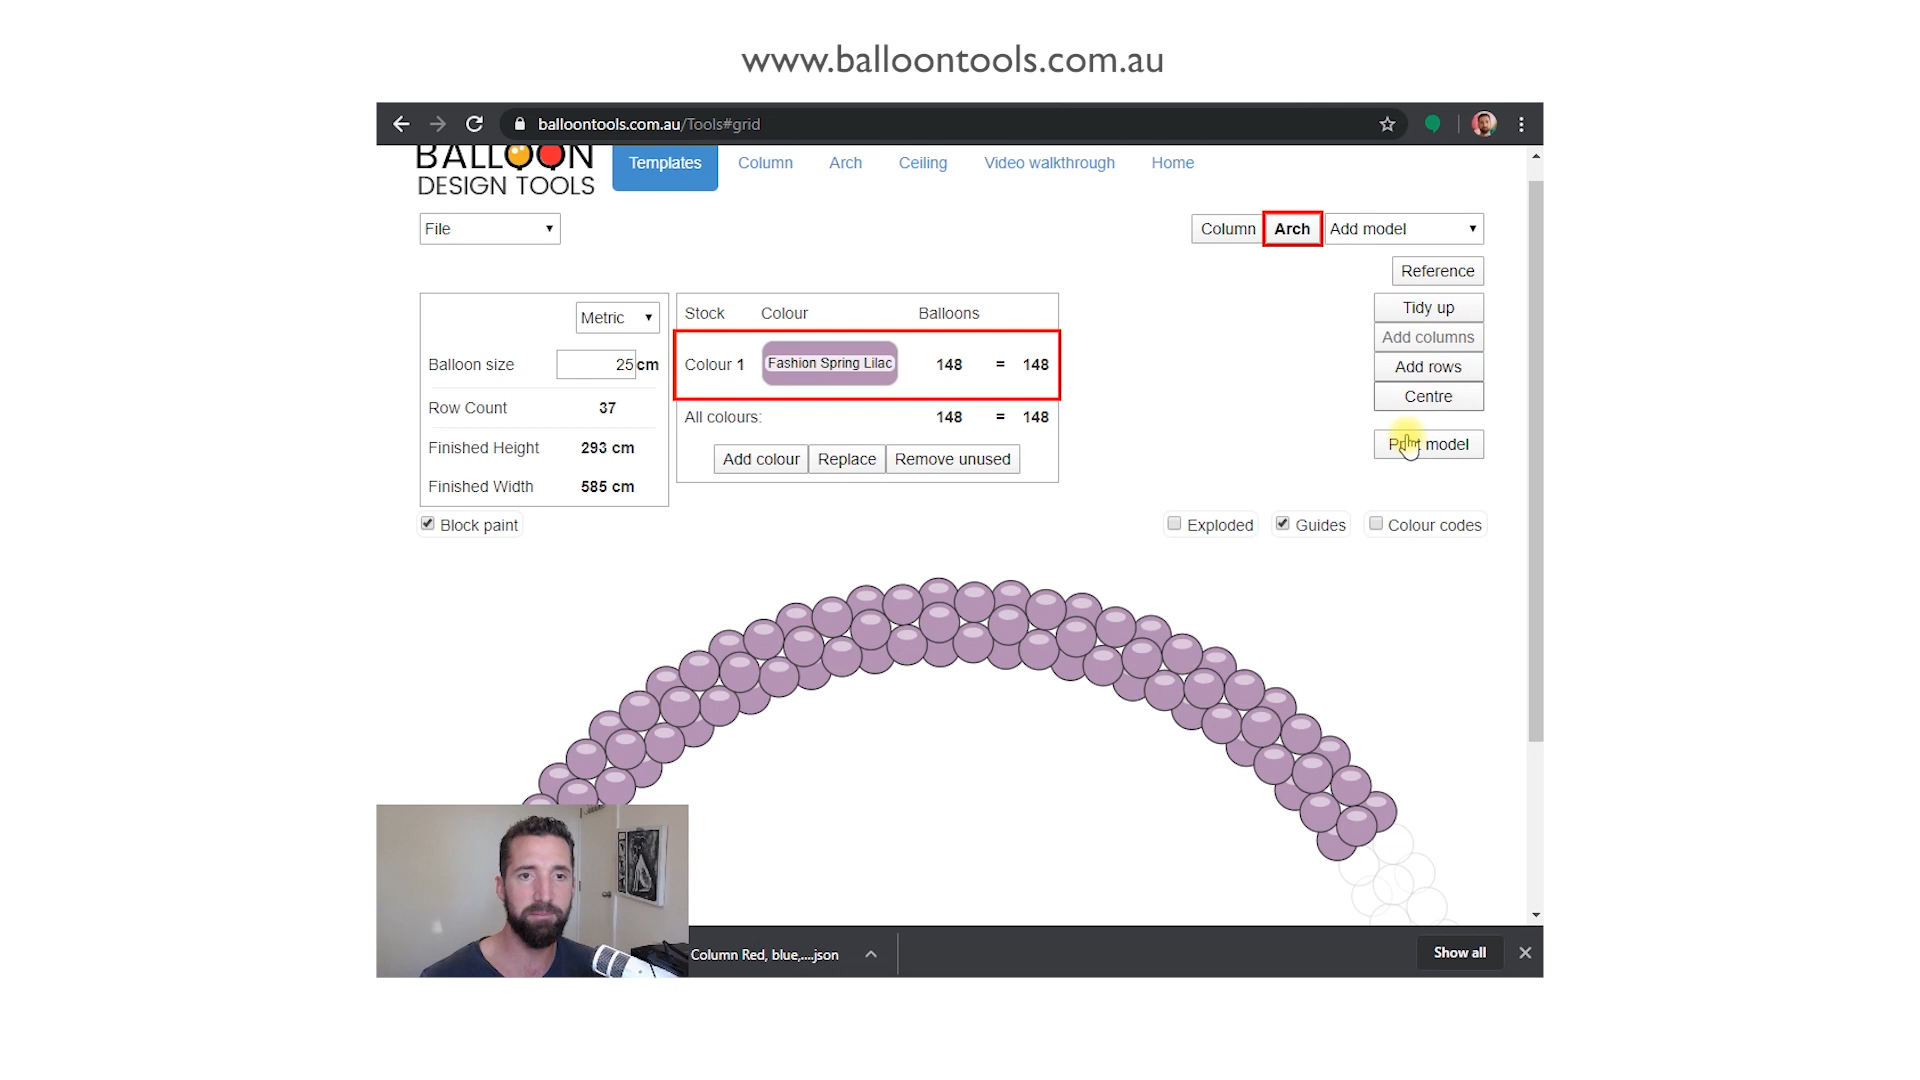 www.balloontools.com.au
balloontools.com.au/Tools#grid
BALLOON
DESIGN TOOLS
Templates Column Arch Ceiling Video walkthrough Home
File
Column Arch Add model
Reference
Metric
Stock Colour Balloons
Tidy up
Add columns
Balloon size 25 cm
Colour 1 Fashion Spring Lilac 148 = 148
Add rows
Centre
Row Count 37
All colours: 148 = 148
Finished Height 293 cm
Add colour Replace Remove unused
Print model
Finished Width 585 cm
Block paint
Exploded Guides Colour codes
Column Red, blue,....json
Show all